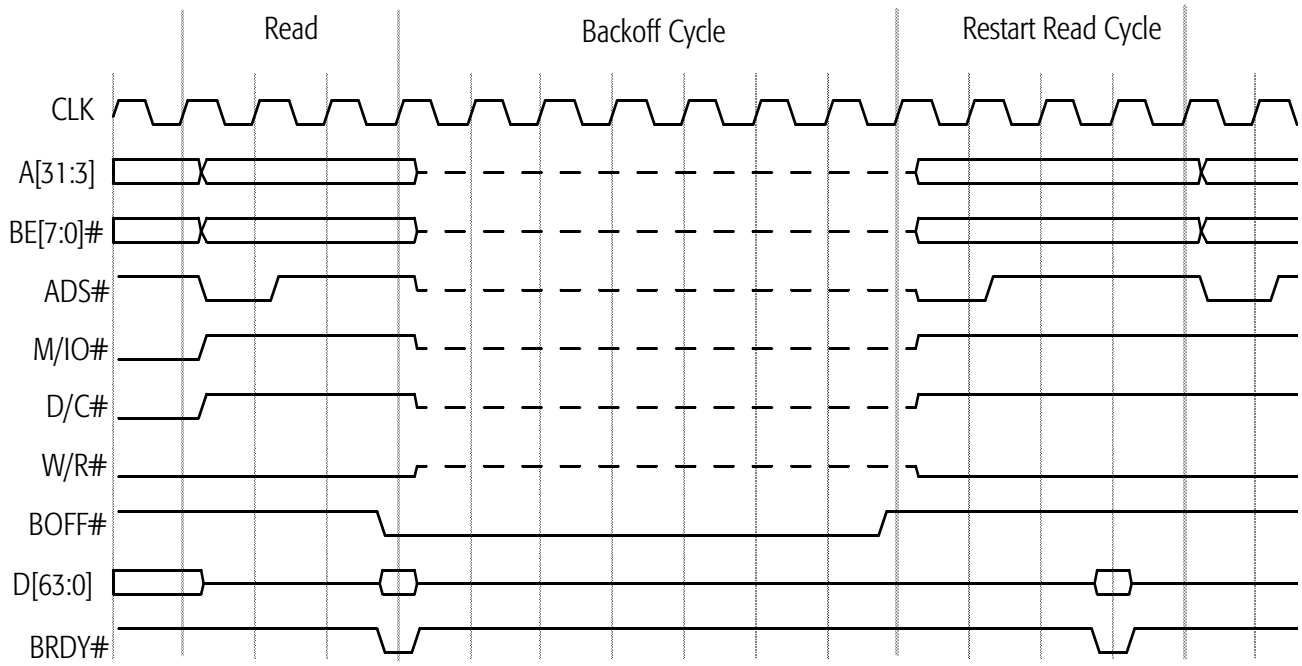 Read
Backoff Cycle
Restart Read Cycle
CLK
A[31:3]
BE[7:0]#
ADS#
M/IO#
D/C#
W/R#
BOFF#
D[63:0]
BRDY#